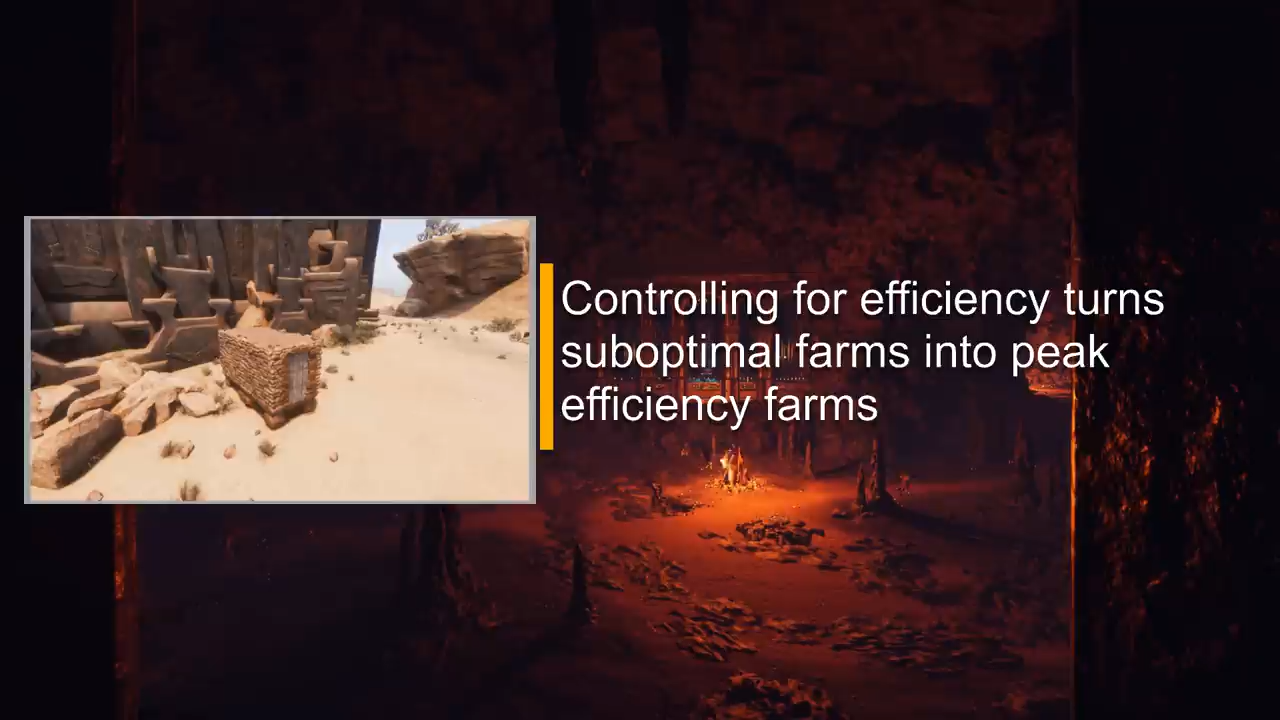 Controlling for efficiency turns
suboptimal farms into peak
efficiency farms